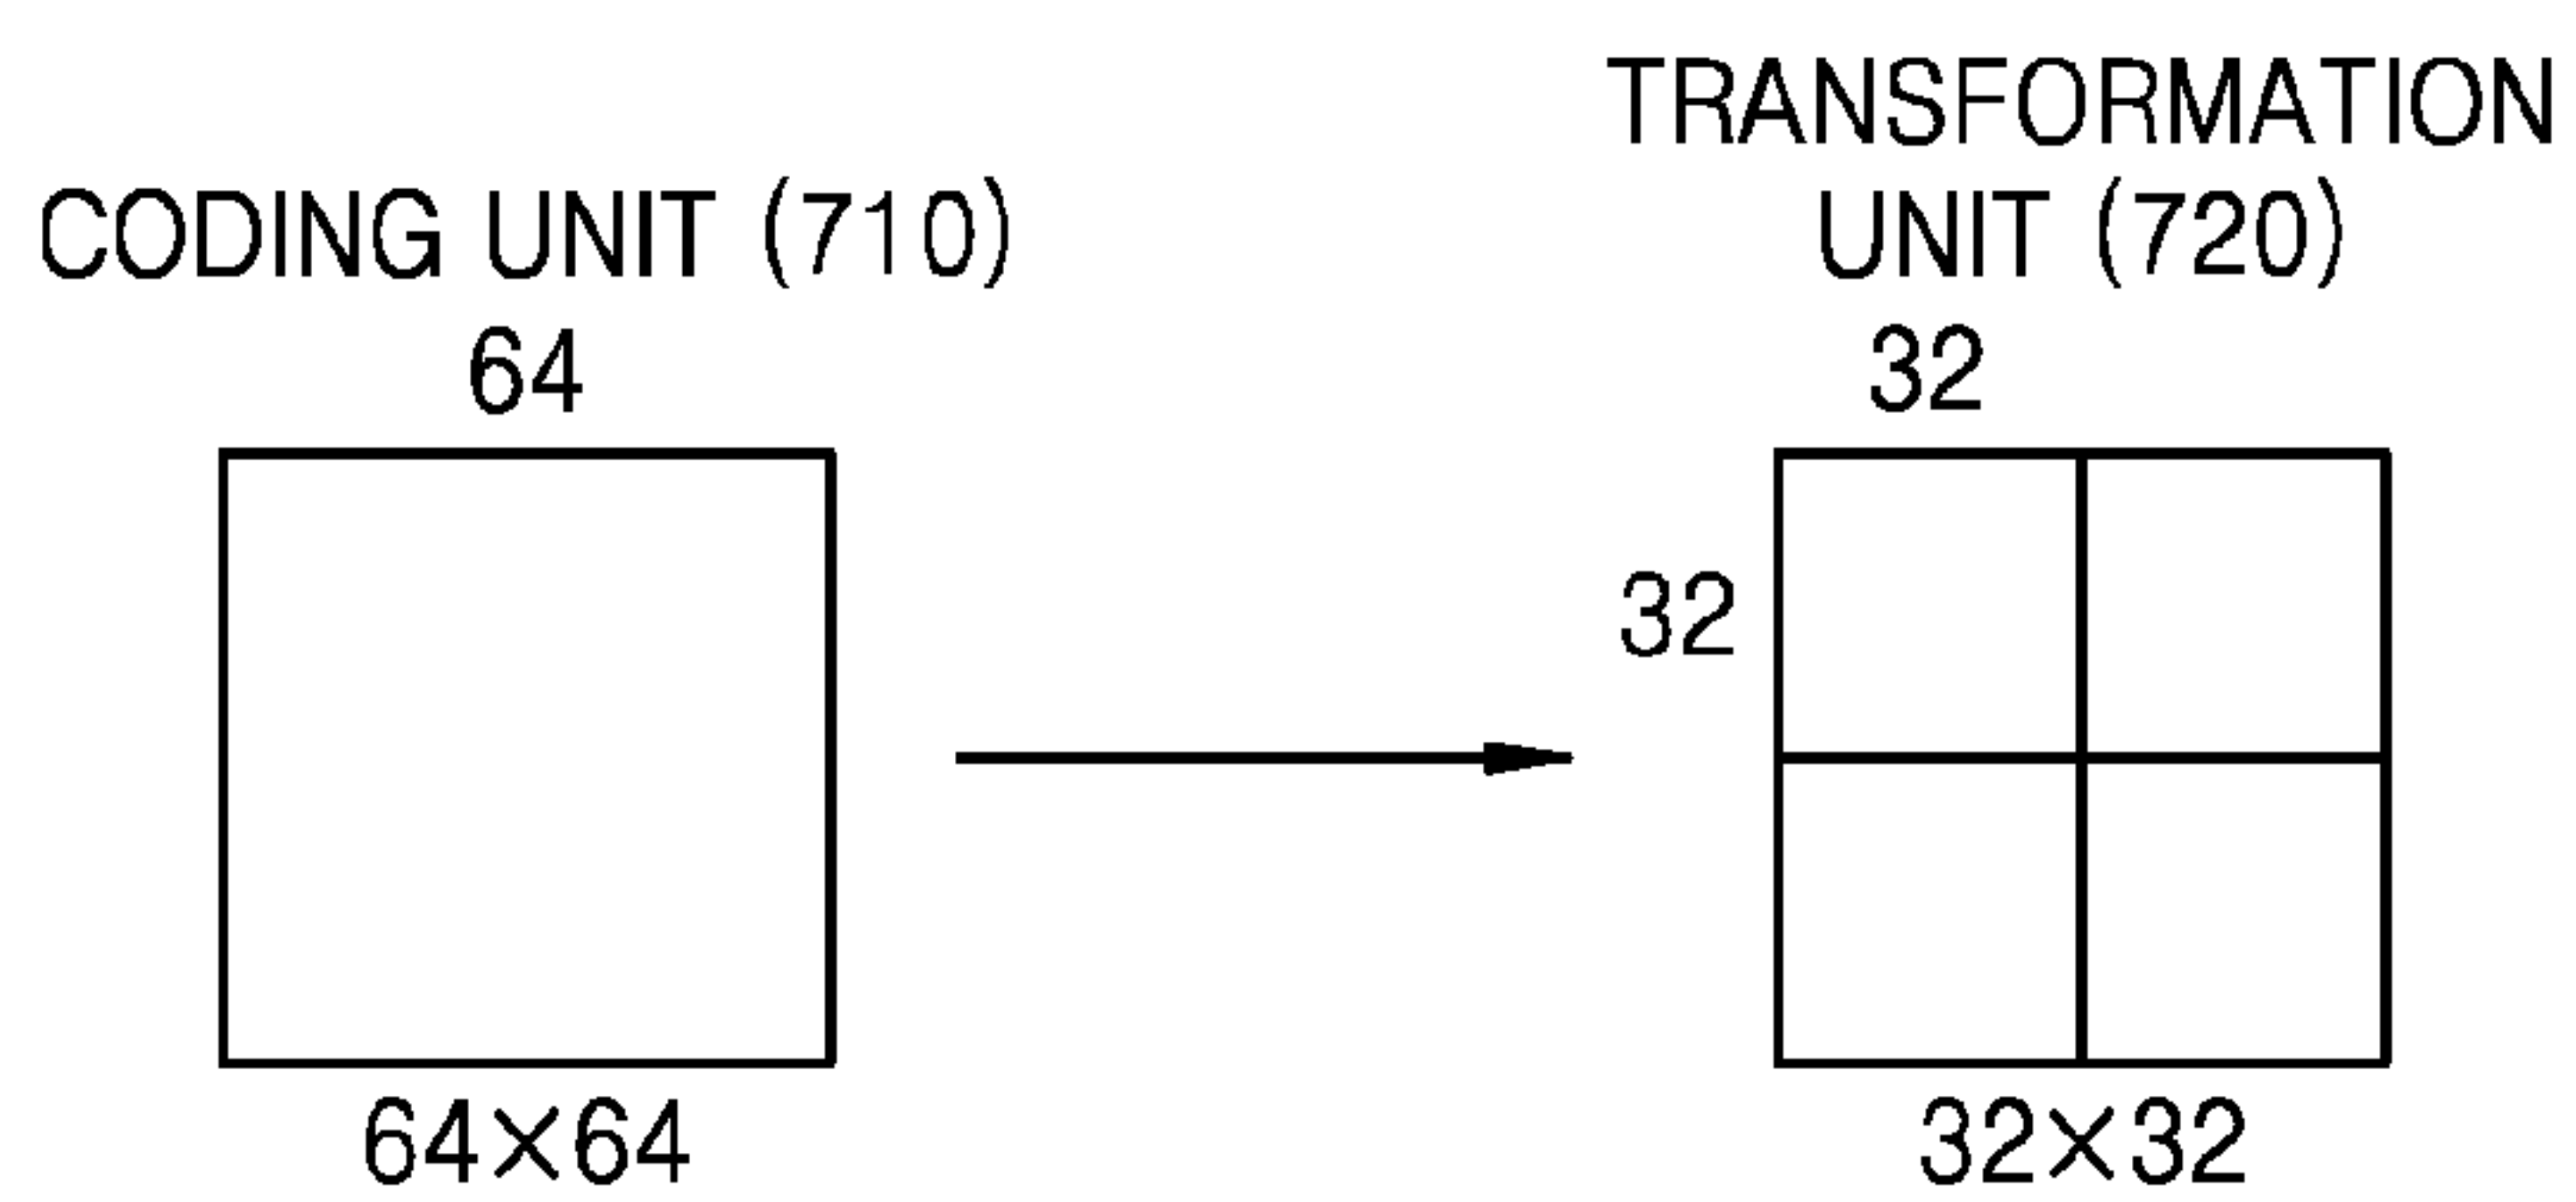 CODING UNIT (710)
64
64×64
TRANSFORMATION
UNIT (720)
32
32
32×32